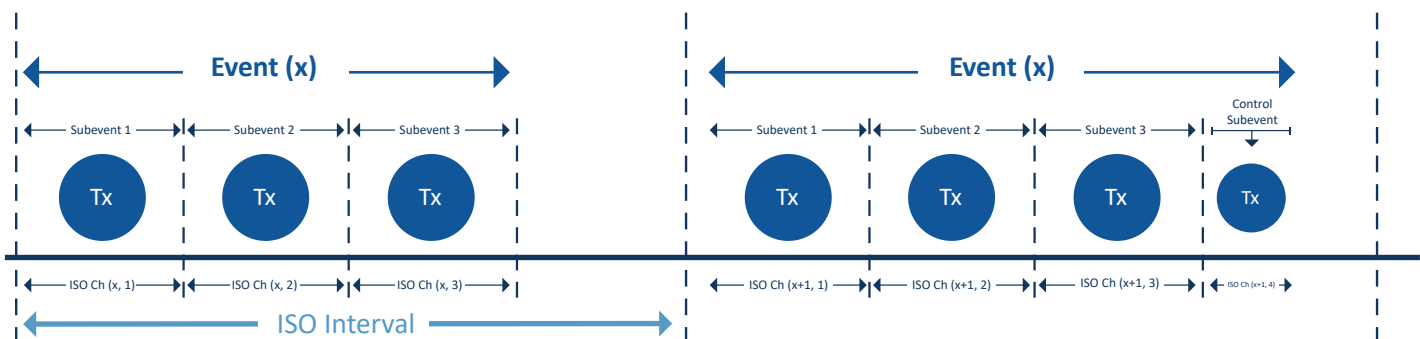 Event (x)
Event (x)
Subevent 1
Subevent 2
Subevent 3
Subevent 1
Subevent 2
Subevent 3
Control
Subevent
Tx
Tx
Tx
Tx
Tx
Tx
Tx
ISO Ch (x, 1)
ISO Ch (x, 2)
ISO Ch (x, 3)
ISO Ch (x+1, 1)
ISO Ch (x+1, 2)
ISO Ch (x+1, 3)
ISO Ch (x+1, 4)
ISO Interval